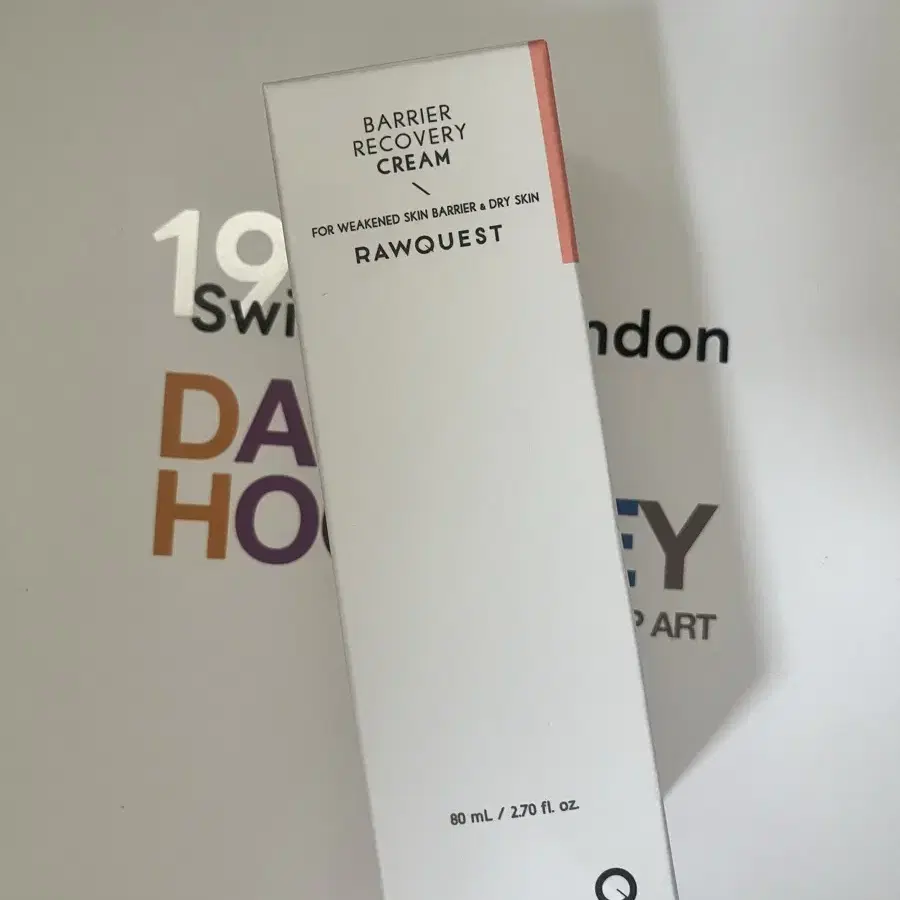 BARRIER
RECOVERY
CREAM
FOR WEAKENED SKIN BARRIER & DRY SKIN
RAWQUEST
19
Swi
ndon
DA
HO
EY
P ART
80 mL / 2.70 fl. oz.